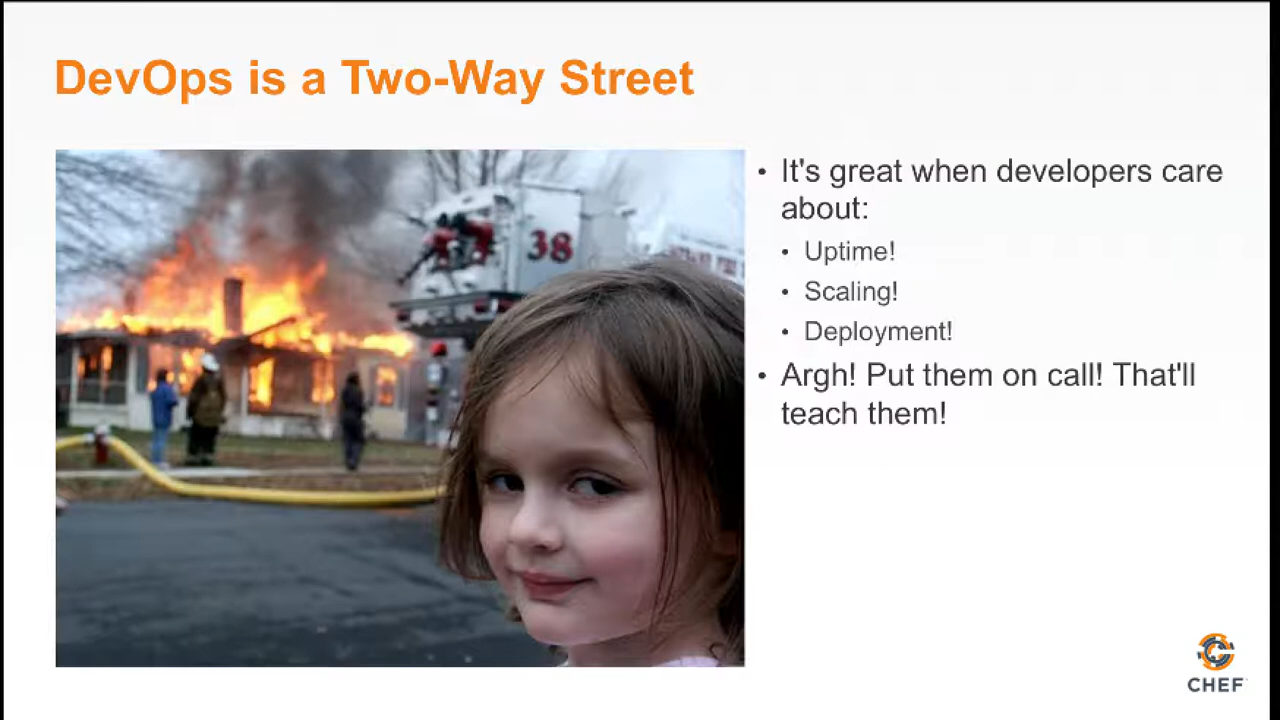 DevOps is a Two-Way Street
38
• It's great when developers care
about:
• Uptime!
• Scaling!
• Deployment!
• Argh! Put them on call! That'll
teach them!
CHEF